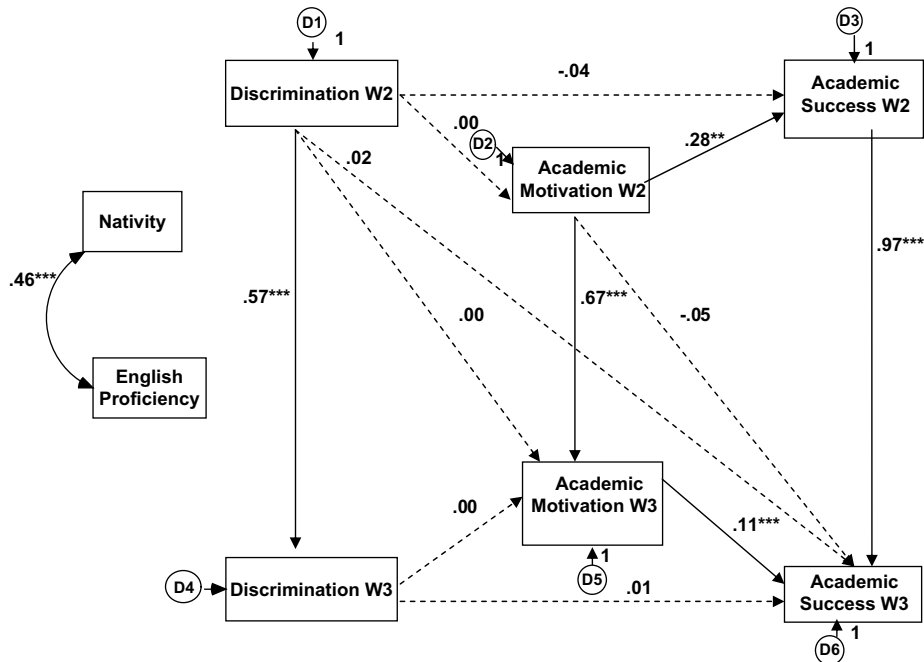 D1
1
D3
1
Discrimination W2
-.04
Academic
Success W2
.00
D2
1
.28**
.02
Academic
Motivation W2
Nativity
.46***
.57***
.67***
.97***
.00
-.05
English
Proficiency
Academic
Motivation W3
.00
.11***
D4
Discrimination W3
1
D5
.01
Academic
Success W3
1
D6